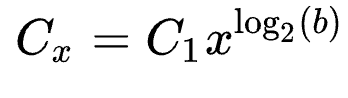 $C_x = C_1 x^{\log_2(b)}$